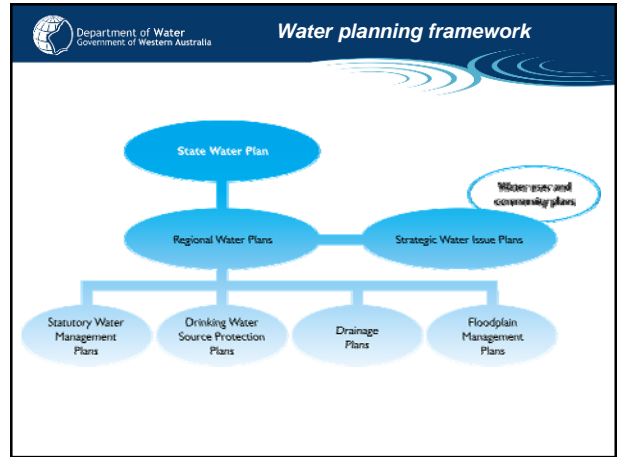 Department of Water
Government of Western Australia
Water planning framework
State Water Plan
Water user and
community plans
Regional Water Plans
Strategic Water Issue Plans
Statutory Water
Management
Plans
Drinking Water
Source Protection
Plans
Drainage
Plans
Floodplain
Management
Plans